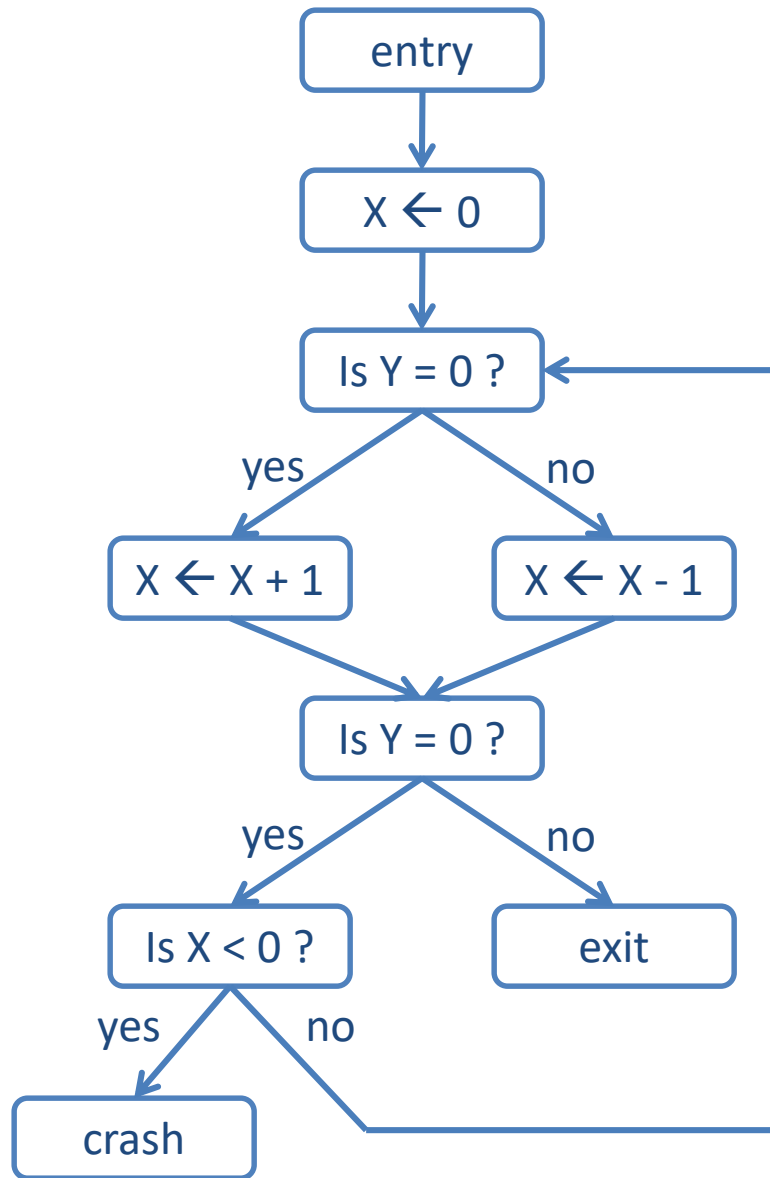 entry
X ← 0
Is Y = 0 ?
yes
no
X ← X + 1
X ← X - 1
Is Y = 0 ?
yes
no
Is X < 0 ?
exit
yes
no
crash